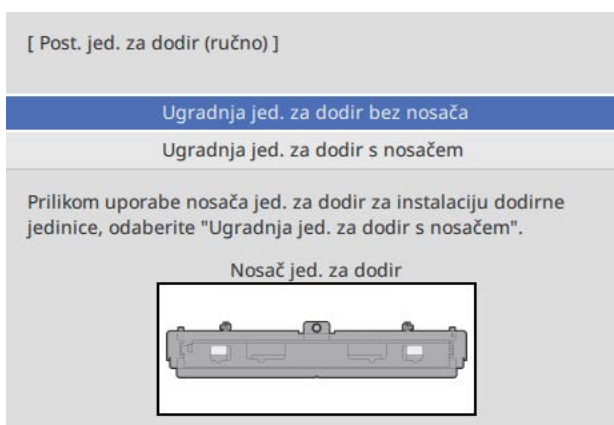 [ Post. jed. za dodir (ručno) ]
Ugradnja jed. za dodir bez nosača
Ugradnja jed. za dodir s nosačem
Prilikom uporabe nosača jed. za dodir za instalaciju dodirne
jedinice, odaberite "Ugradnja jed. za dodir s nosačem".
Nosač jed. za dodir